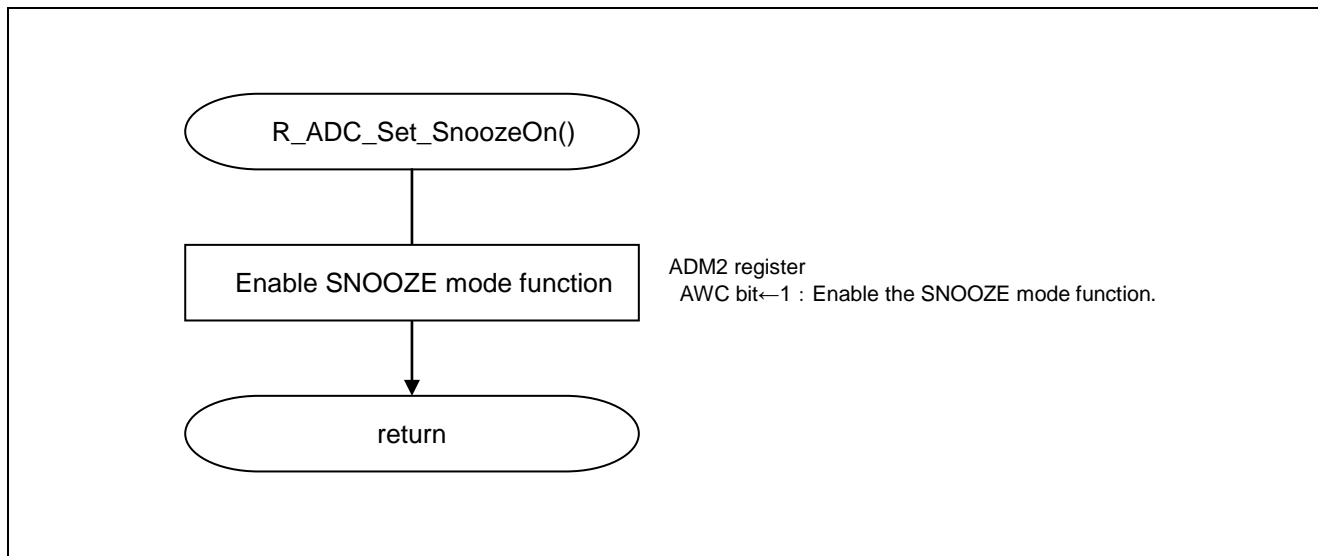 R_ADC_Set_SnoozeOn()
Enable SNOOZE mode function
ADM2 register
AWC bit←1 : Enable the SNOOZE mode function.
return